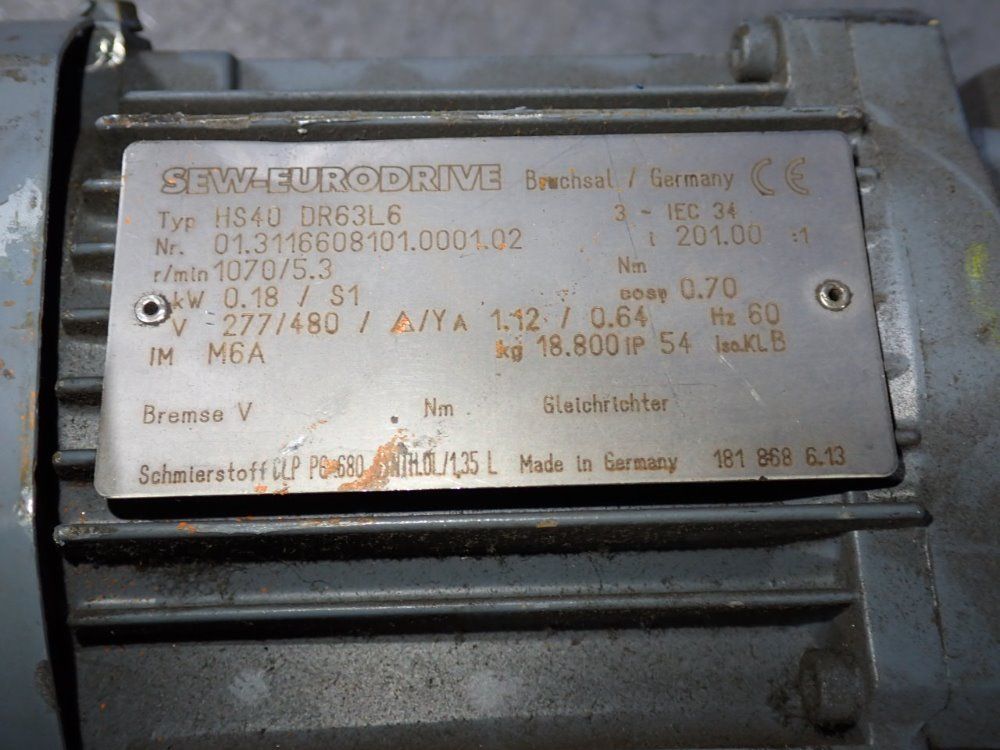 SEW-EURODRIVE Bruchsal / Germany CE
Typ HS40 DR63L6 3 ~ IEC 34
Nr. 01.3116608101.0001.02 i 201.00 :1
r/min 1070/5.3 Nm
kW 0.18 / S1 cosφ 0.70
V 277/480 / △/Y A 1.12 / 0.64 Hz 60
IM M6A kg 18.800 IP 54 Iso.Kl. B
Bremse V Nm Gleichrichter
Schmierstoff CLP PG 680 SYNTH.ÖL/1,35 L Made in Germany 181 868 6.13